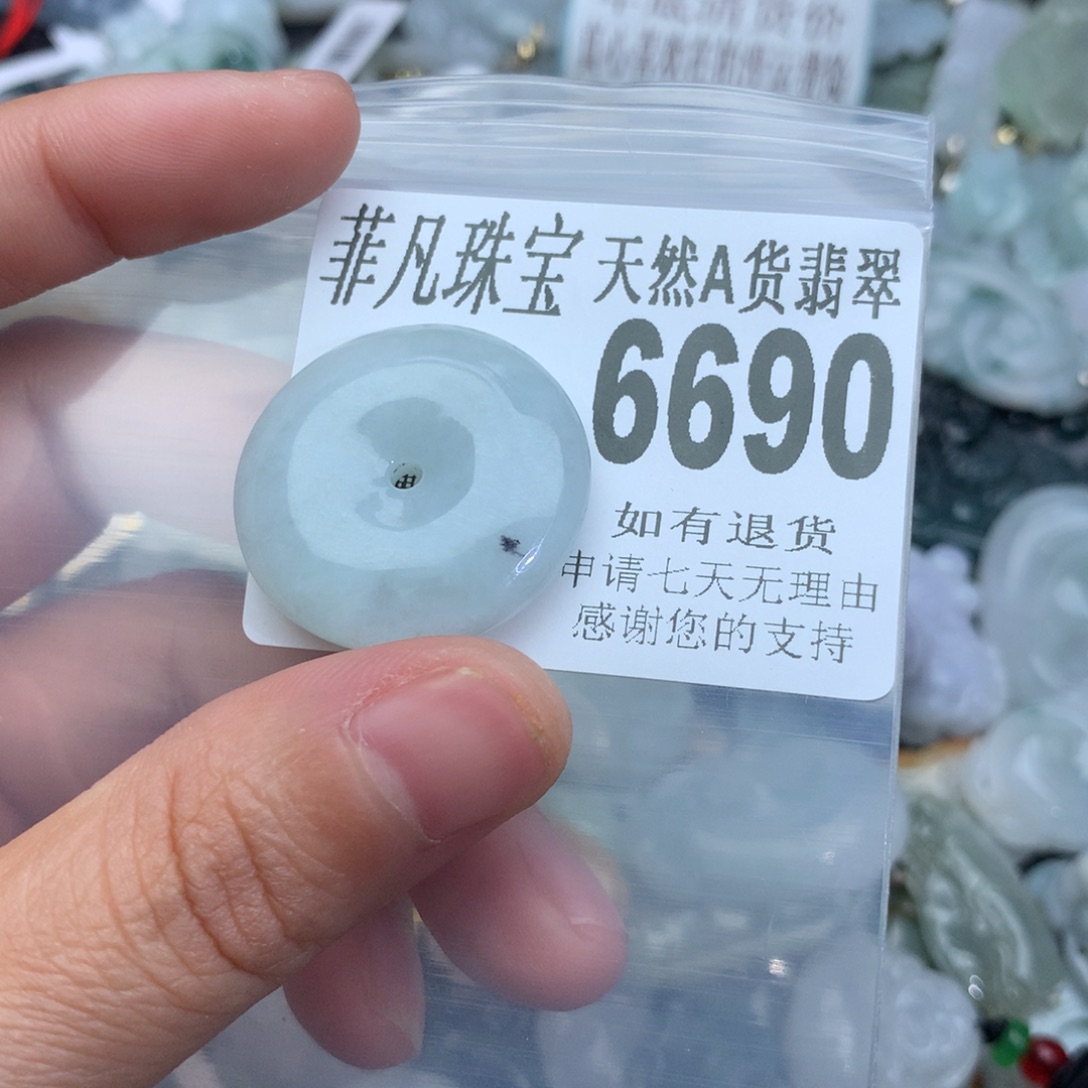 菲凡珠宝 天然A货翡翠
6690
如有退货
申请七天无理由
感谢您的支持